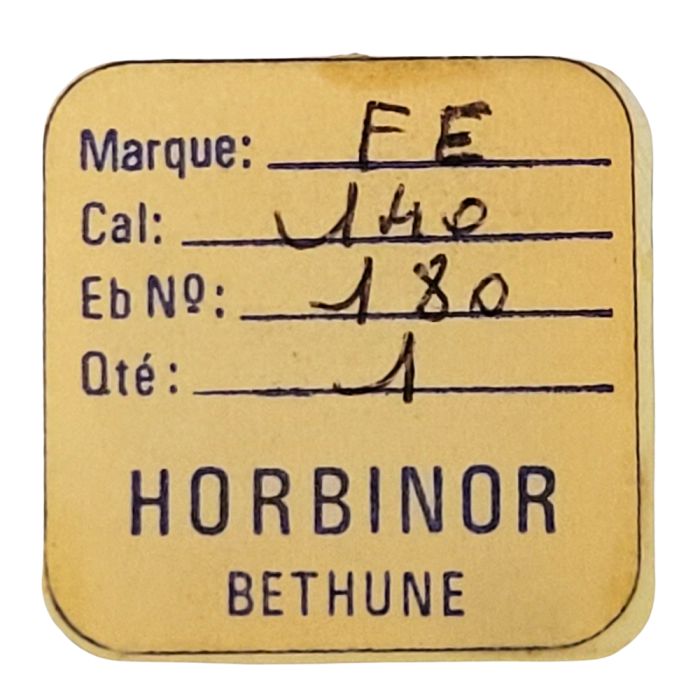 Marque: FE
Cal: 140
Eb Nº: 180
Qté: 1
HORBINOR
BETHUNE